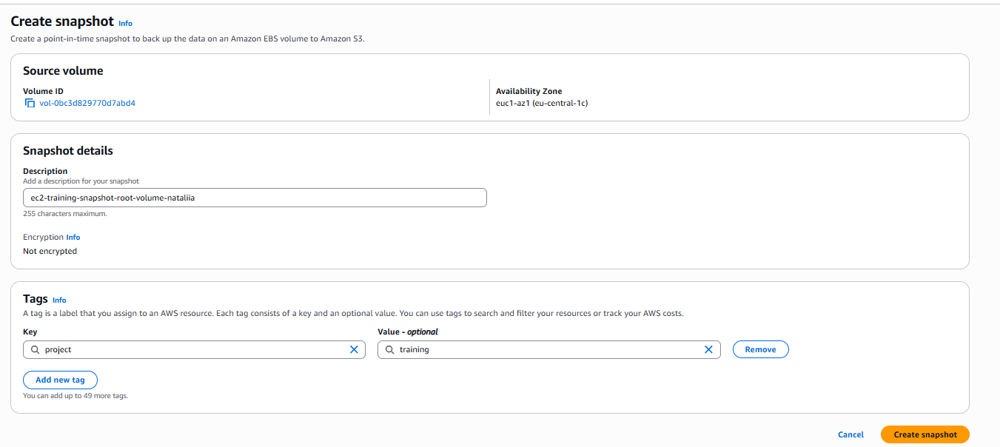 Create snapshot Info
Create a point-in-time snapshot to back up the data on an Amazon EBS volume to Amazon S3.
Source volume
Volume ID
vol-0bc3d829770d7abd4
Availability Zone
euc1-az1 (eu-central-1c)
Snapshot details
Description
Add a description for your snapshot
ec2-training-snapshot-root-volume-nataliia
255 characters maximum.
Encryption Info
Not encrypted
Tags Info
A tag is a label that you assign to an AWS resource. Each tag consists of a key and an optional value. You can use tags to search and filter your resources or track your AWS costs.
Key
Value - optional
project
training
Remove
Add new tag
You can add up to 49 more tags.
Cancel
Create snapshot